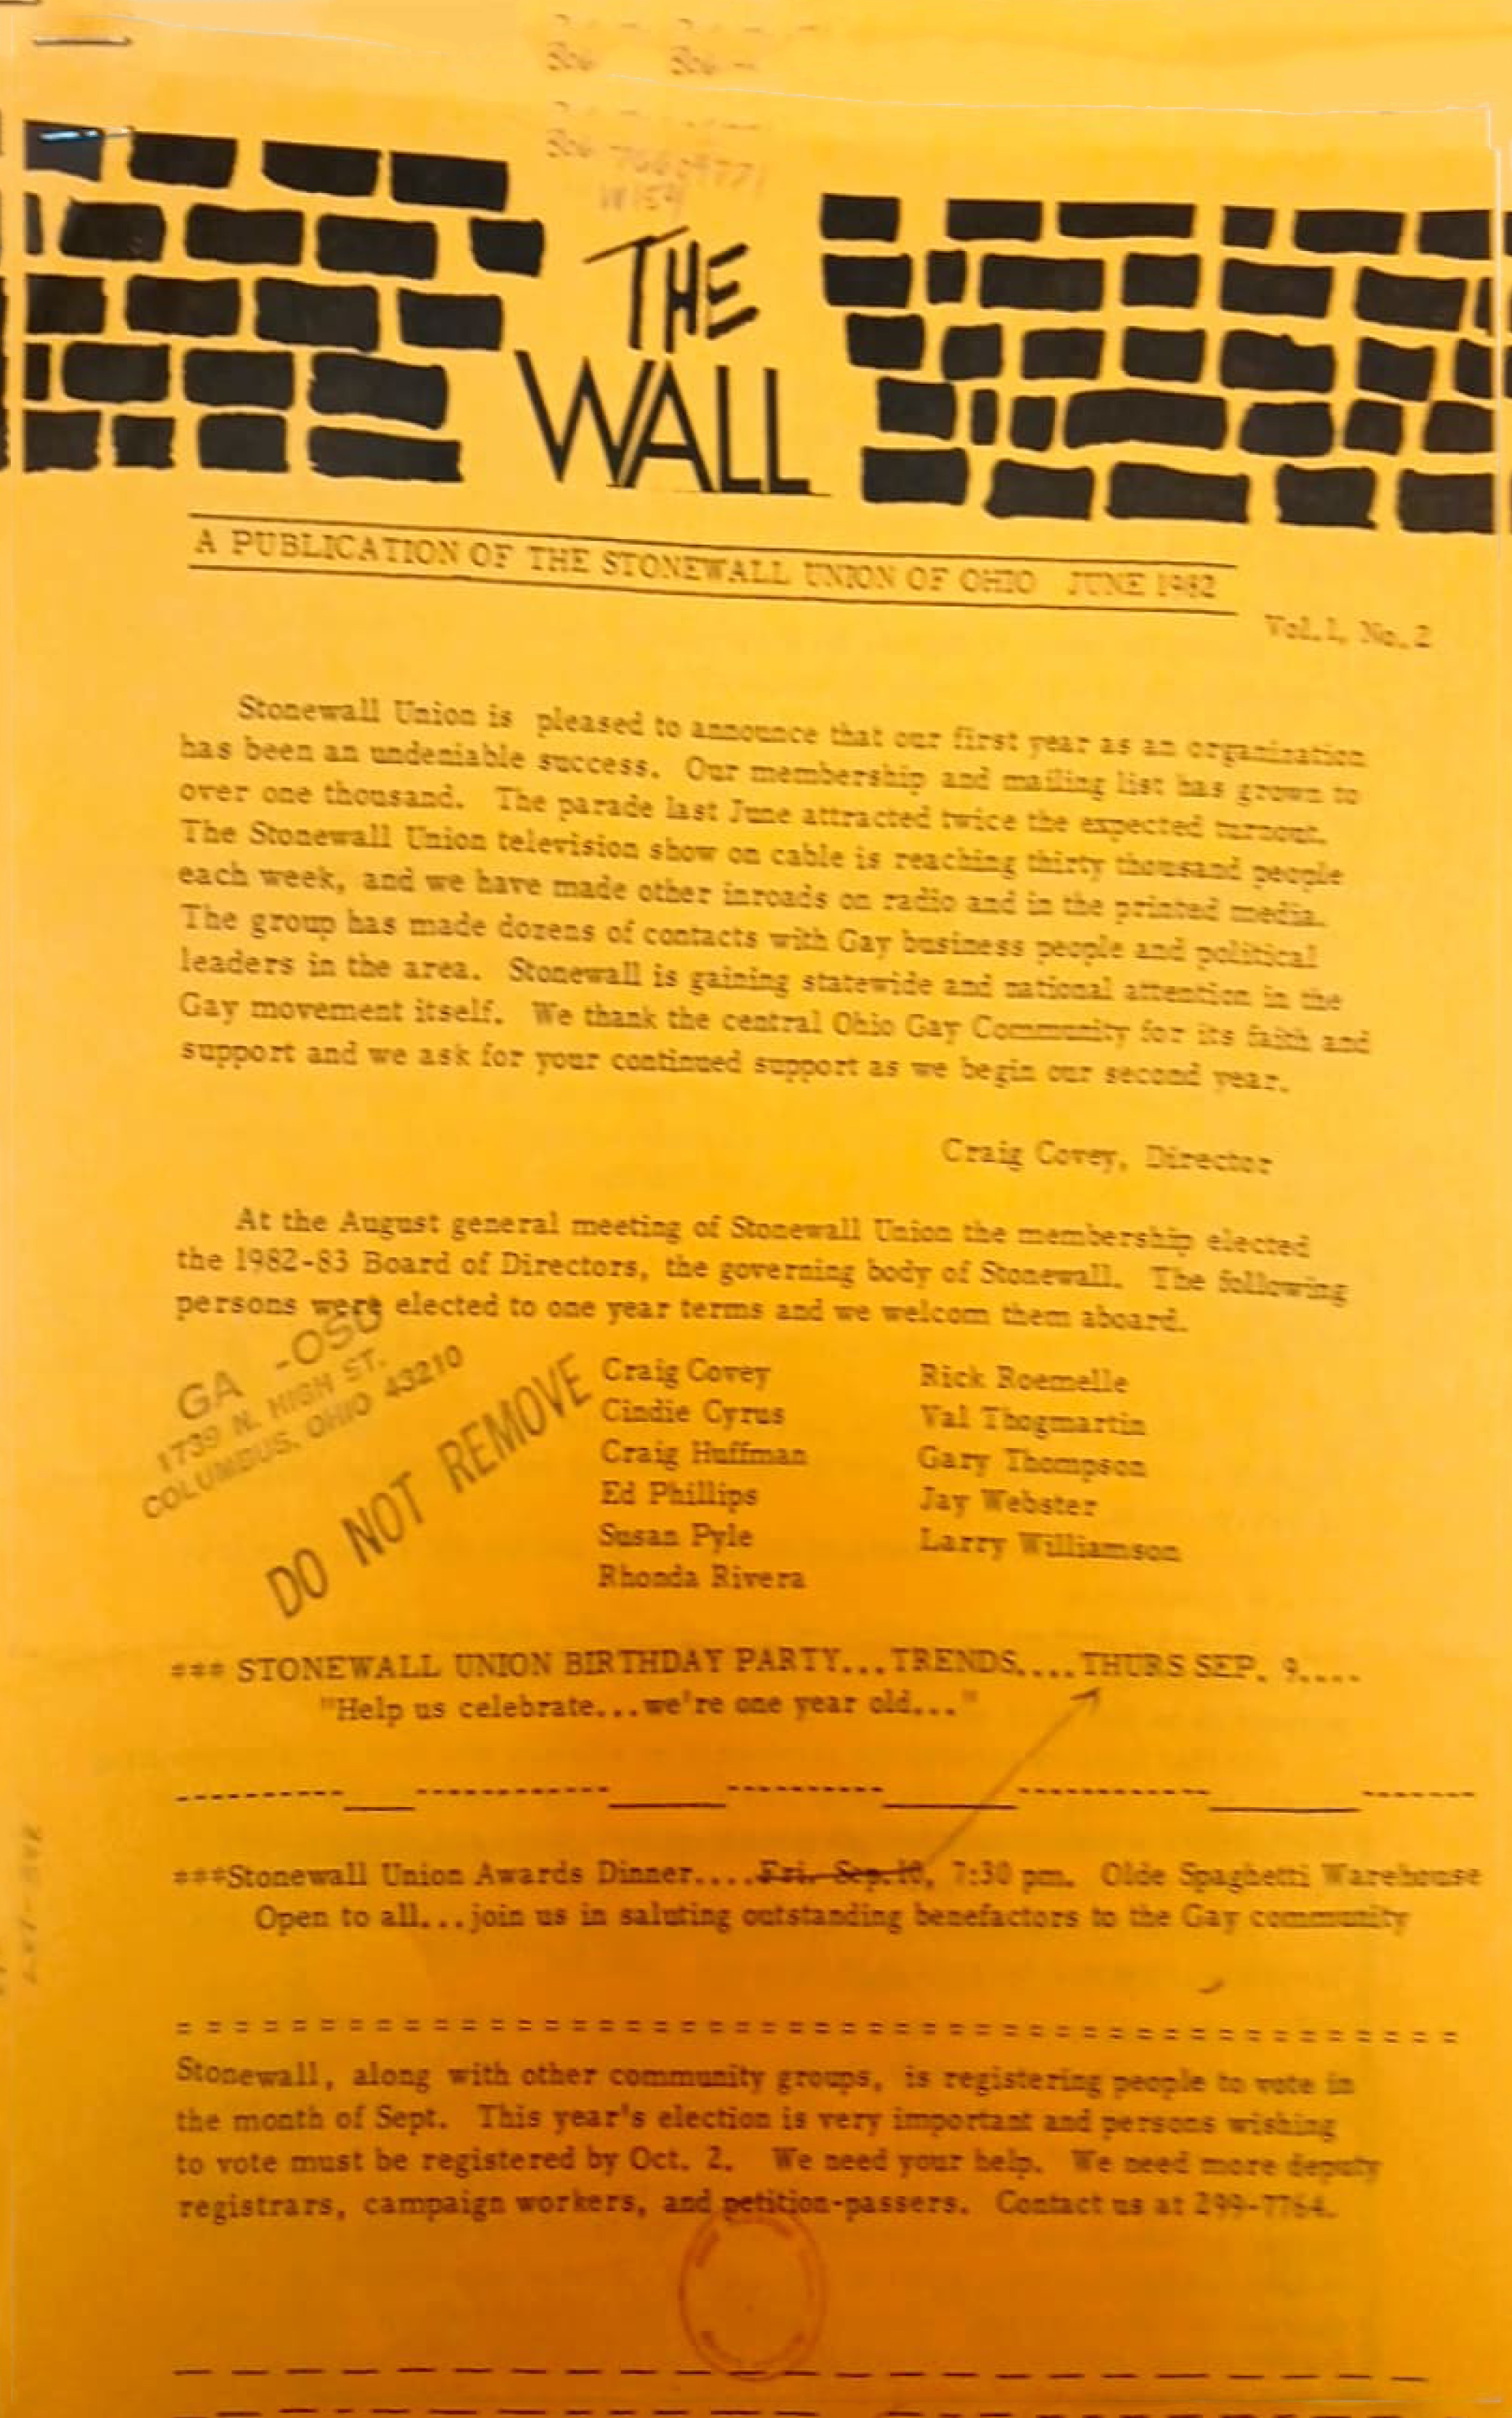 THE
WALL
A PUBLICATION OF THE STONEWALL UNION OF OHIO JUNE 1982
Vol.1, No.2
Stonewall Union is pleased to announce that our first year as an organization
has been an undeniable success. Our membership and mailing list has grown to
over one thousand. The parade last June attracted twice the expected turnout.
The Stonewall Union television show on cable is reaching thirty thousand people
each week, and we have made other inroads on radio and in the printed media.
The group has made dozens of contacts with Gay business people and political
leaders in the area. Stonewall is gaining statewide and national attention in the
Gay movement itself. We thank the central Ohio Gay Community for its faith and
support and we ask for your continued support as we begin our second year.
Craig Covey, Director
At the August general meeting of Stonewall Union the membership elected
the 1982-83 Board of Directors, the governing body of Stonewall. The following
persons were elected to one year terms and we welcom them aboard.
GA -OSU
1739 N. HIGH ST.
COLUMBUS, OHIO 43210
DO NOT REMOVE
Craig Covey
Cindie Cyrus
Craig Huffman
Ed Phillips
Susan Pyle
Rhonda Rivera
Rick Roemelle
Val Thogmartin
Gary Thompson
Jay Webster
Larry Williamson
*** STONEWALL UNION BIRTHDAY PARTY...TRENDS....THURS SEP. 9....
"Help us celebrate...we're one year old..."
***Stonewall Union Awards Dinner....Fri. Sep.10, 7:30 pm. Olde Spaghetti Warehouse
Open to all...join us in saluting outstanding benefactors to the Gay community
Stonewall, along with other community groups, is registering people to vote in
the month of Sept. This year's election is very important and persons wishing
to vote must be registered by Oct. 2. We need your help. We need more deputy
registrars, campaign workers, and petition-passers. Contact us at 299-7764.